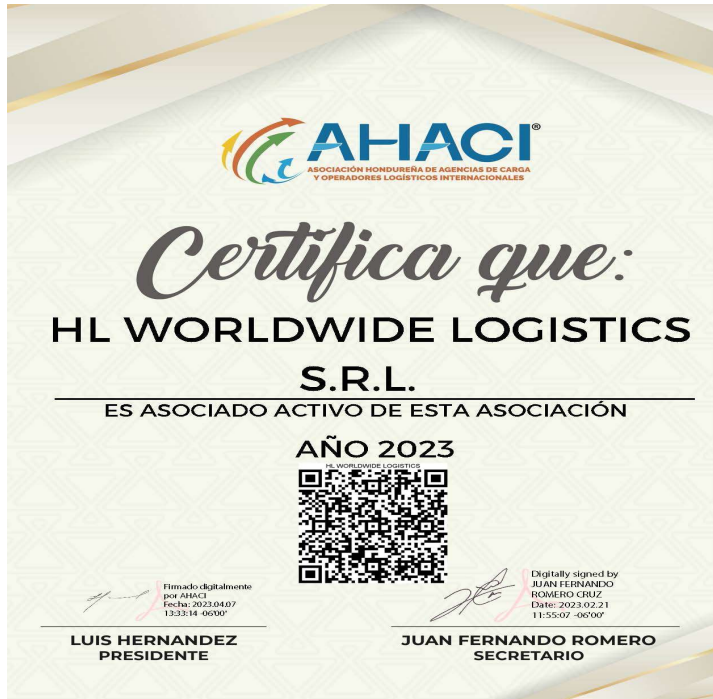 AHACI®
ASOCIACIÓN HONDUREÑA DE AGENCIAS DE CARGA
Y OPERADORES LOGÍSTICOS INTERNACIONALES
Certifica que:
HL WORLDWIDE LOGISTICS
S.R.L.
ES ASOCIADO ACTIVO DE ESTA ASOCIACIÓN
AÑO 2023
HL WORLDWIDE LOGISTICS
Firmado digitalmente
por AHACI
Fecha: 2023.04.07
13:33:14 -06'00'
Digitally signed by
JUAN FERNANDO
ROMERO CRUZ
Date: 2023.02.21
11:55:07 -06'00'
LUIS HERNANDEZ
PRESIDENTE
JUAN FERNANDO ROMERO
SECRETARIO